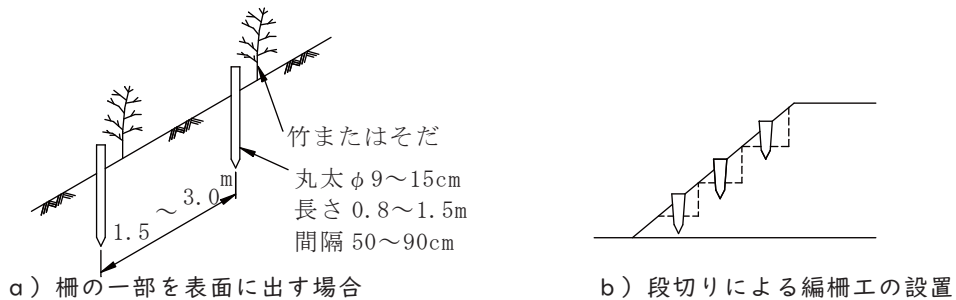 竹またはそだ
丸太φ9～15cm
長さ0.8～1.5m
間隔50～90cm
1.5～3.0m
a）柵の一部を表面に出す場合
b）段切りによる編柵工の設置